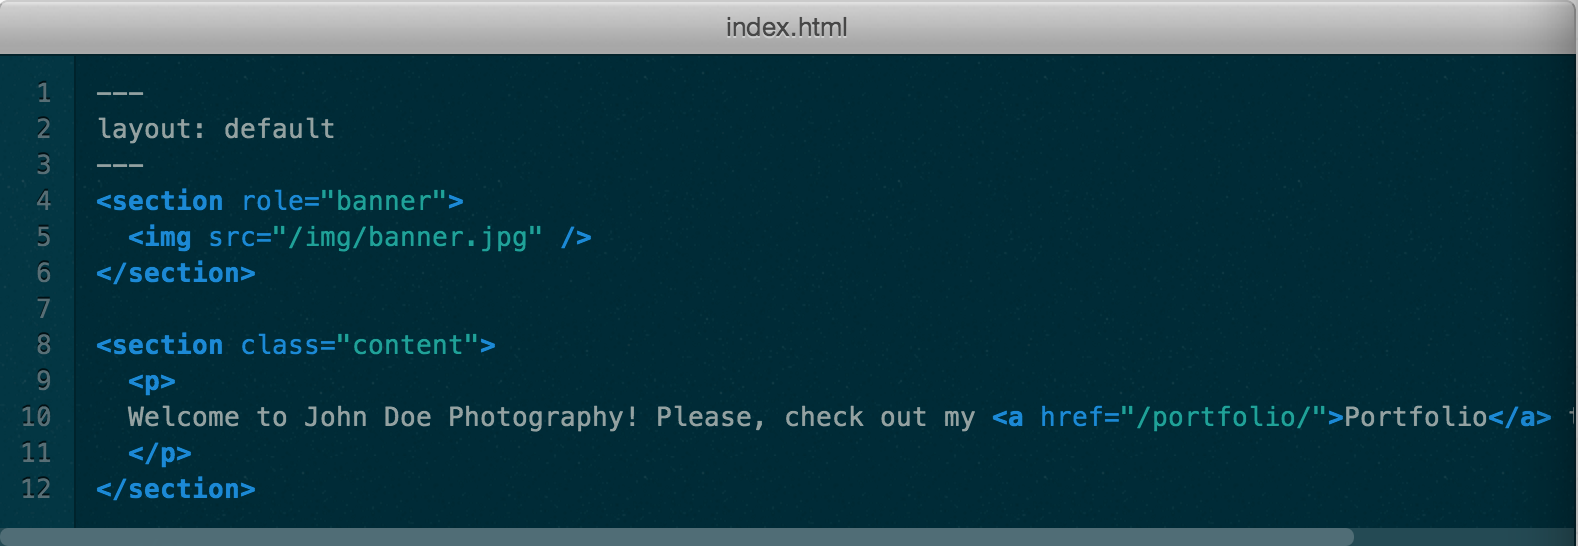 index.html
1 ---
2 layout: default
3 ---
4 <section role="banner">
5   <img src="/img/banner.jpg" />
6 </section>
7
8 <section class="content">
9   <p>
10   Welcome to John Doe Photography! Please, check out my <a href="/portfolio/">Portfolio</a>
11   </p>
12 </section>